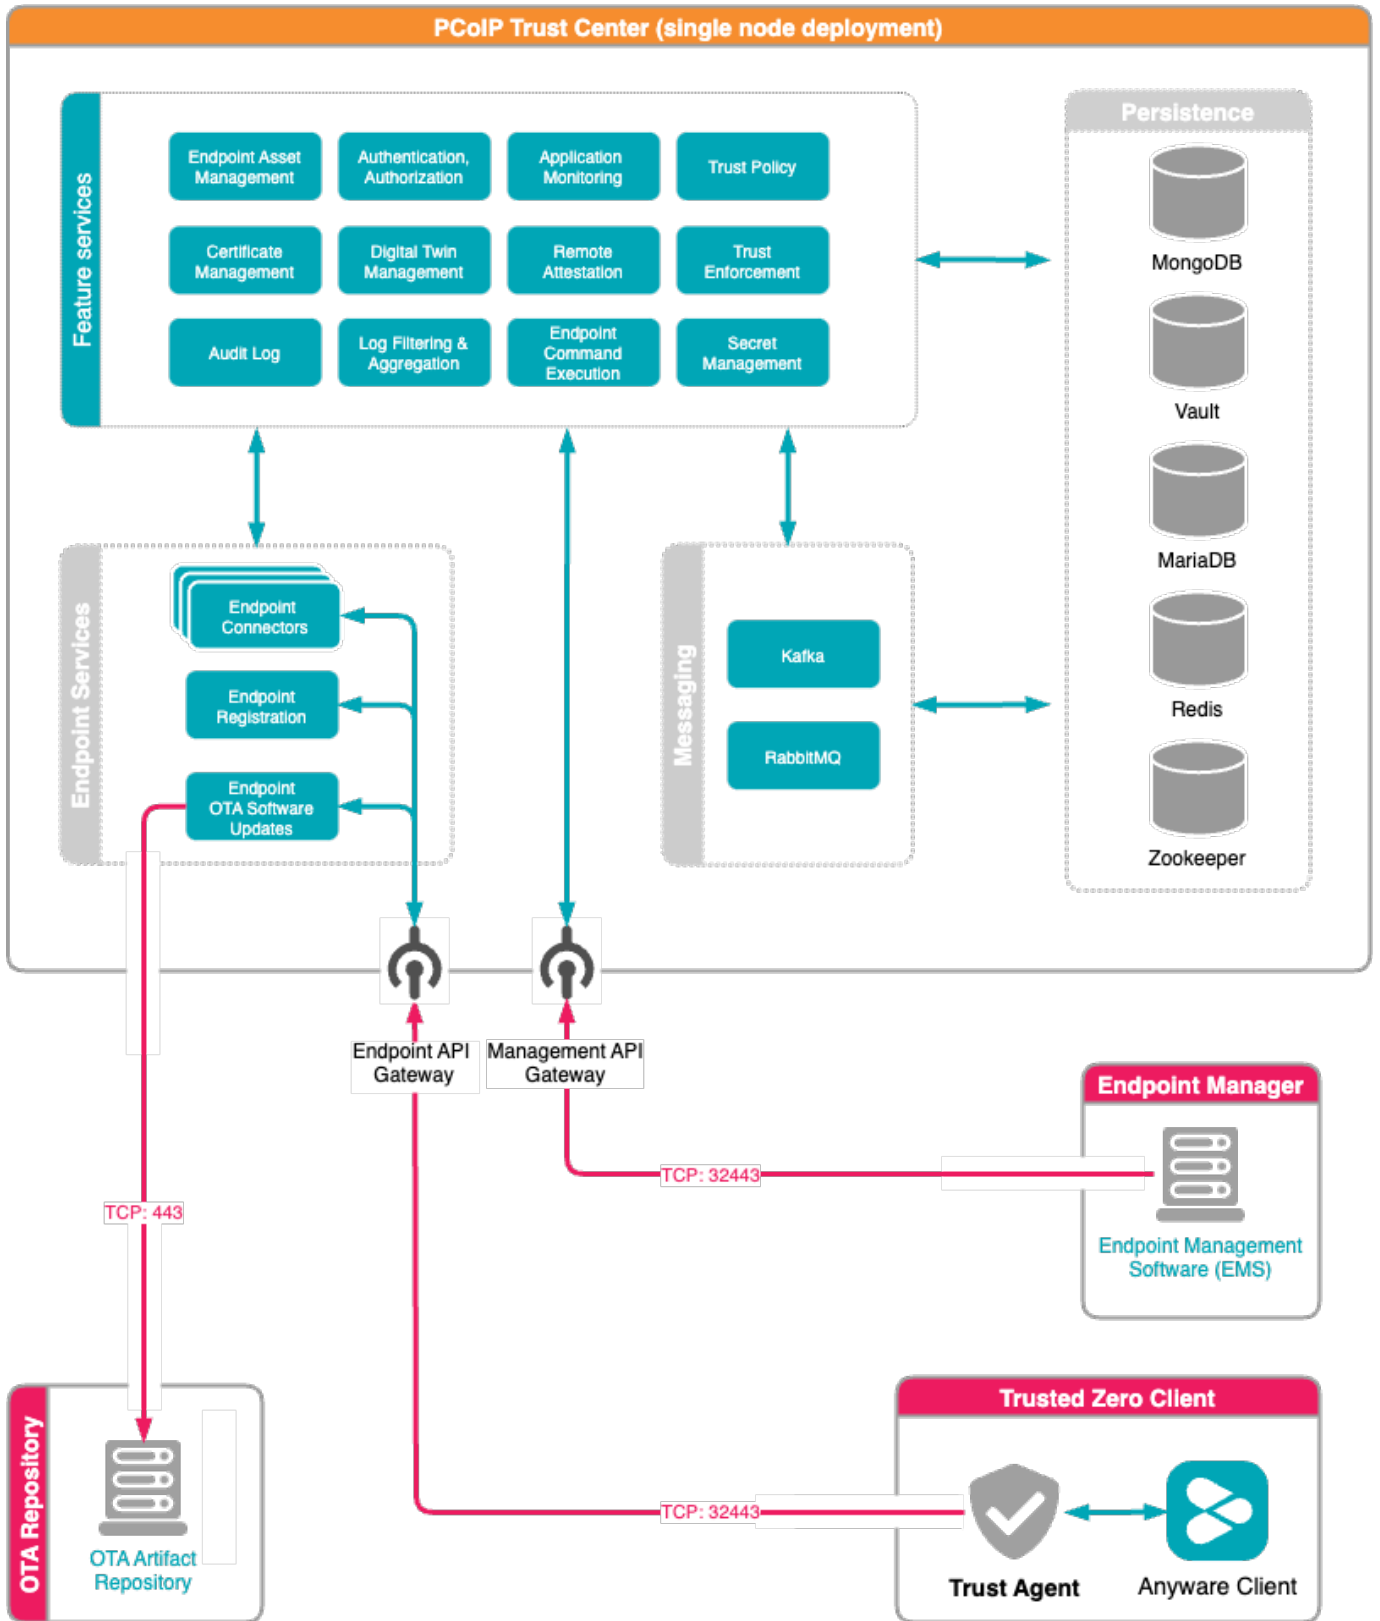 PCoIP Trust Center (single node deployment)
Feature services
Endpoint Asset
Management
Authentication,
Authorization
Application
Monitoring
Trust Policy
Certificate
Management
Digital Twin
Management
Remote
Attestation
Trust
Enforcement
Audit Log
Log Filtering &
Aggregation
Endpoint
Command
Execution
Secret
Management
Persistence
MongoDB
Vault
MariaDB
Redis
Zookeeper
Endpoint Services
Endpoint
Connectors
Endpoint
Registration
Endpoint
OTA Software
Updates
Messaging
Kafka
RabbitMQ
Endpoint API
Gateway
Management API
Gateway
Endpoint Manager
TCP: 32443
Endpoint Management
Software (EMS)
TCP: 443
OTA Repository
OTA Artifact
Repository
Trusted Zero Client
TCP: 32443
Trust Agent
Anyware Client